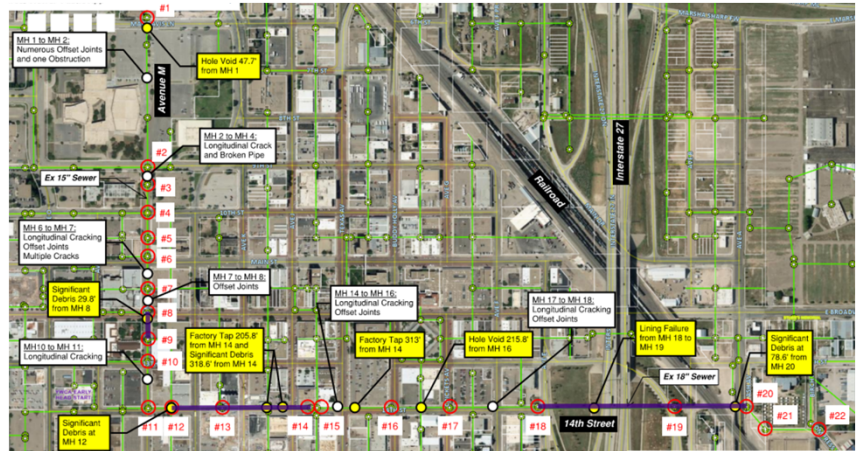 #1
MH 1 to MH 2:
Numerous Offset Joints
and one Obstruction
Hole Void 47.7'
from MH 1
Avenue M
#2
MH 2 to MH 4:
Longitudinal Crack
and Broken Pipe
Ex 15" Sewer
#3
#4
#5
#6
MH 6 to MH 7:
Longitudinal Cracking
Offset Joints
Multiple Cracks
#7
MH 7 to MH 8:
Offset Joints
Significant
Debris 29.8'
from MH 8
#8
#9
MH10 to MH 11:
Longitudinal Cracking
#10
Factory Tap 205.8'
from MH 14 and
Significant Debris
318.6' from MH 14
MH 14 to MH 16:
Longitudinal Cracking
Offset Joints
Factory Tap 313'
from MH 14
Hole Void 215.8'
from MH 16
MH 17 to MH 18:
Longitudinal Cracking
Offset Joints
Lining Failure
from MH 18 to
MH 19
Significant
Debris at
78.6' from
MH 20
Railroad
Interstate 27
Ex 18" Sewer
Significant
Debris at
MH 12
#11
#12
#13
#14
#15
#16
#17
#18
14th Street
#19
#20
#21
#22
8TH ST
10TH ST
MAIN ST
E BROADW